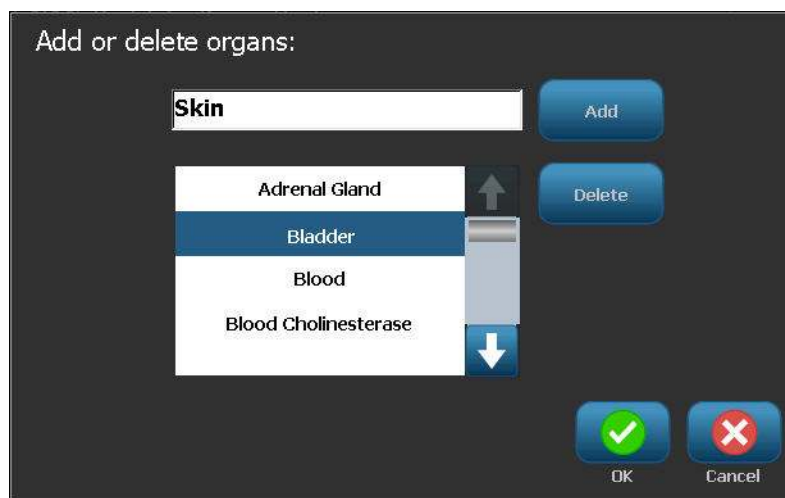 Add or delete organs:
Skin
Add
Adrenal Gland
Delete
Bladder
Blood
Blood Cholinesterase
OK
Cancel